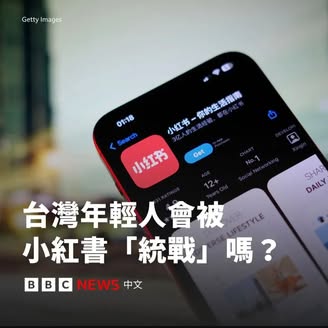 Getty Images
01:18
Search
小红书 – 你的生活指南
3亿人的生活经验，都在小红书
Get
小红书
AGE
CHART
12+
No.1
Years Old
Social Networking
DAILY
台灣年輕人會被
小紅書「統戰」嗎？
BBC NEWS 中文